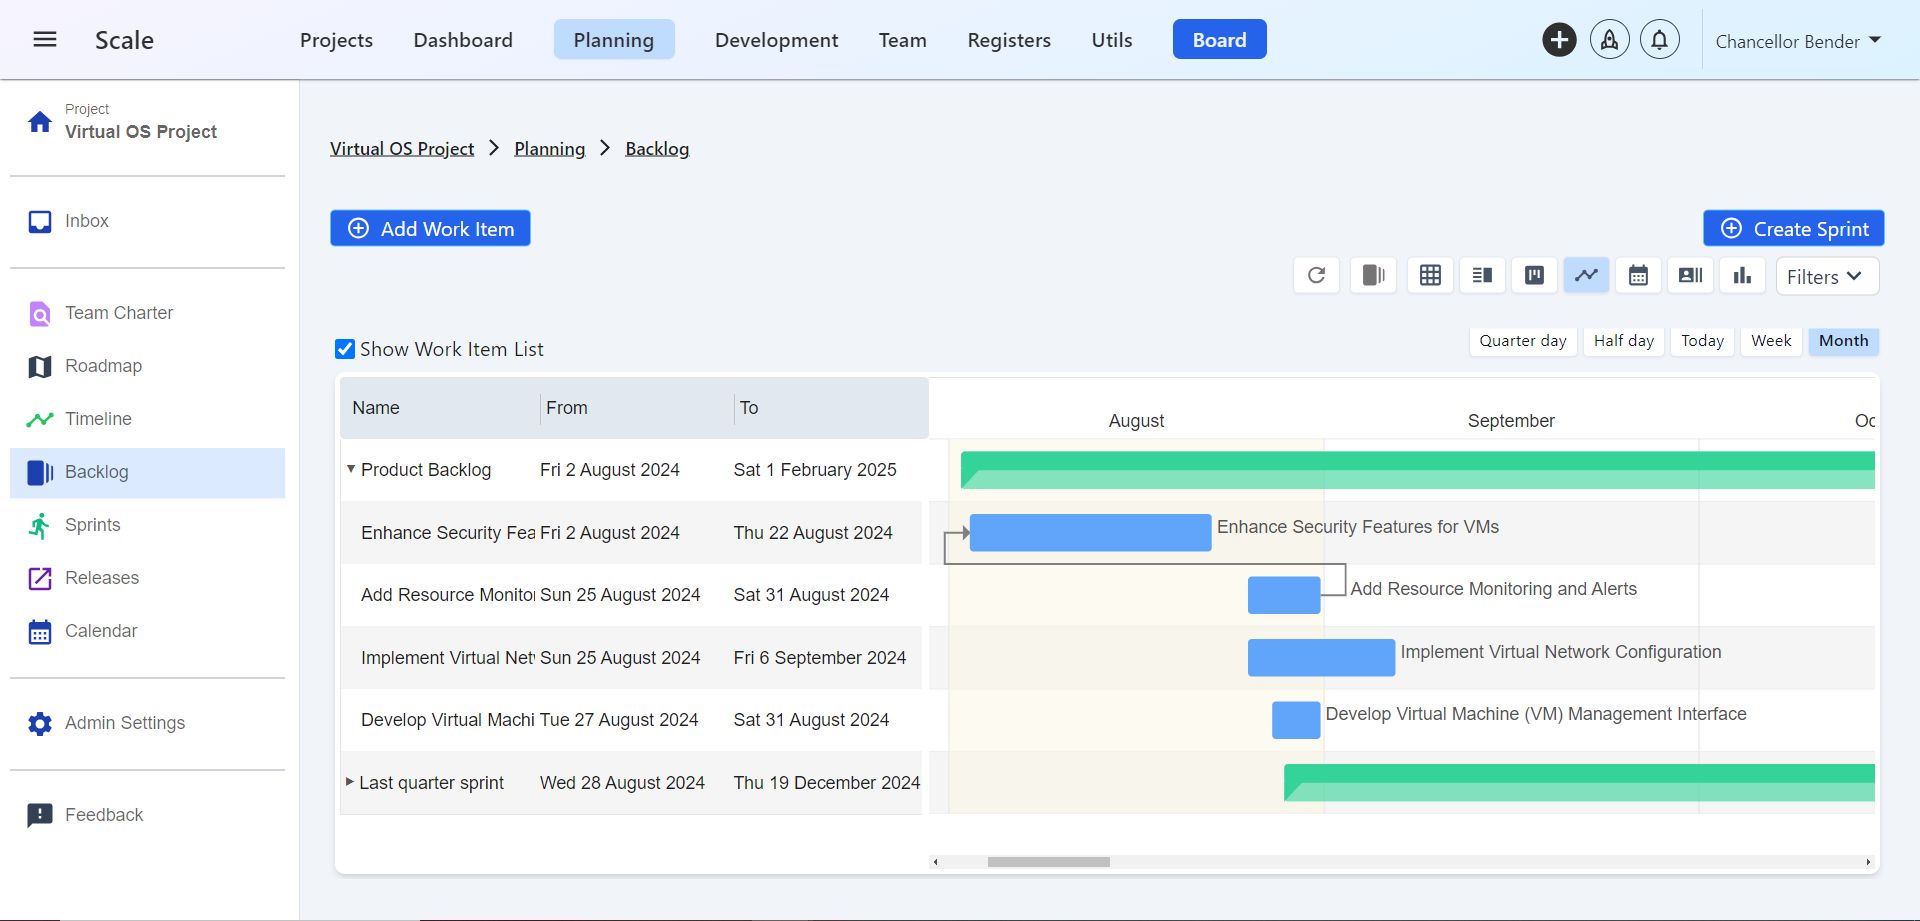 Scale
Projects
Dashboard
Planning
Development
Team
Registers
Utils
Board
Chancellor Bender
Project
Virtual OS Project
Inbox
Team Charter
Roadmap
Timeline
Backlog
Sprints
Releases
Calendar
Admin Settings
Feedback
Virtual OS Project
Planning
Backlog
Add Work Item
Create Sprint
Filters
Show Work Item List
Quarter day
Half day
Today
Week
Month
Name From To
August September Oc
Product Backlog Fri 2 August 2024 Sat 1 February 2025
Enhance Security Fea Fri 2 August 2024 Thu 22 August 2024 Enhance Security Features for VMs
Add Resource Monitor Sun 25 August 2024 Sat 31 August 2024 Add Resource Monitoring and Alerts
Implement Virtual Net Sun 25 August 2024 Fri 6 September 2024 Implement Virtual Network Configuration
Develop Virtual Machi Tue 27 August 2024 Sat 31 August 2024 Develop Virtual Machine (VM) Management Interface
Last quarter sprint Wed 28 August 2024 Thu 19 December 2024